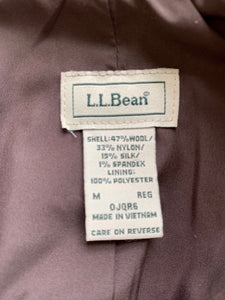 L.L.Bean®
SHELL: 47% WOOL/
33% NYLON/
19% SILK/
1% SPANDEX
LINING:
100% POLYESTER
M REG
0JQR6
MADE IN VIETNAM
CARE ON REVERSE